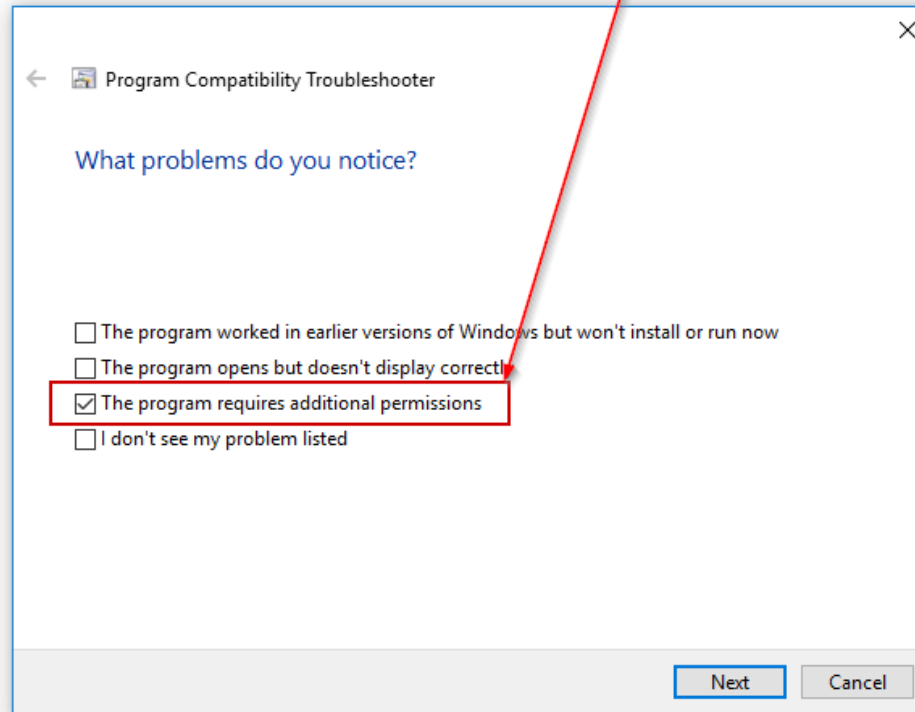 Program Compatibility Troubleshooter
What problems do you notice?
The program worked in earlier versions of Windows but won't install or run now
The program opens but doesn't display correctly
The program requires additional permissions
I don't see my problem listed
Next
Cancel